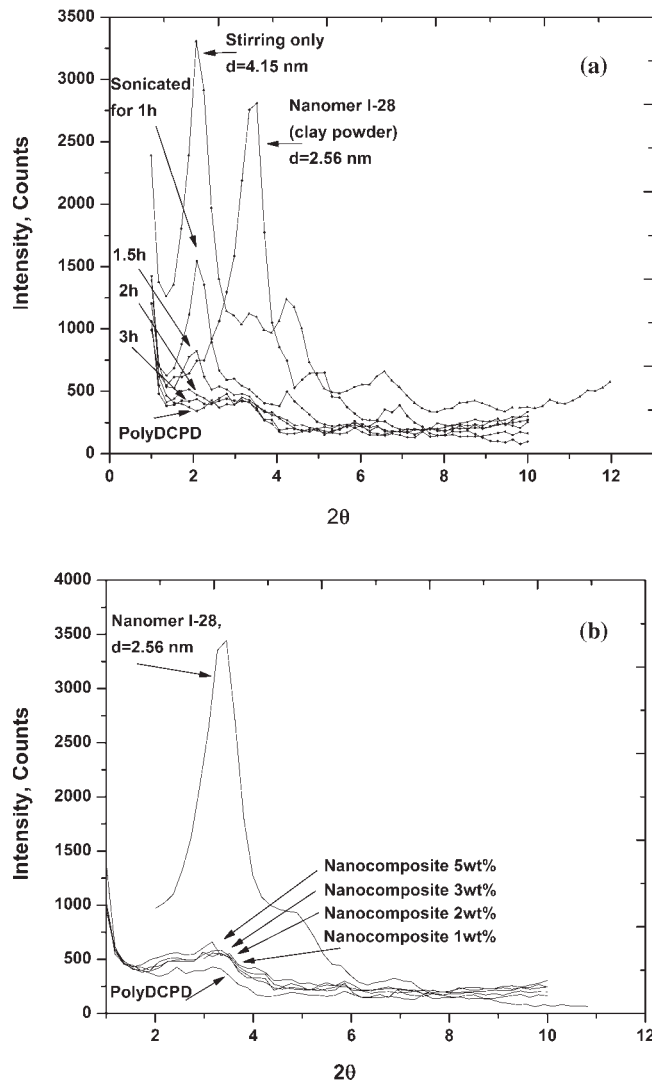 3500
3000
2500
2000
1500
1000
500
0
Intensity, Counts
(a)
Stirring only
d=4.15 nm
Sonicated
for 1h
Nanomer I-28
(clay powder)
d=2.56 nm
1.5h
2h
3h
PolyDCPD
0 2 4 6 8 10 12
2θ
4000
3500
3000
2500
2000
1500
1000
500
0
Intensity, Counts
(b)
Nanomer I-28,
d=2.56 nm
Nanocomposite 5wt%
Nanocomposite 3wt%
Nanocomposite 2wt%
Nanocomposite 1wt%
PolyDCPD
2 4 6 8 10 12
2θ